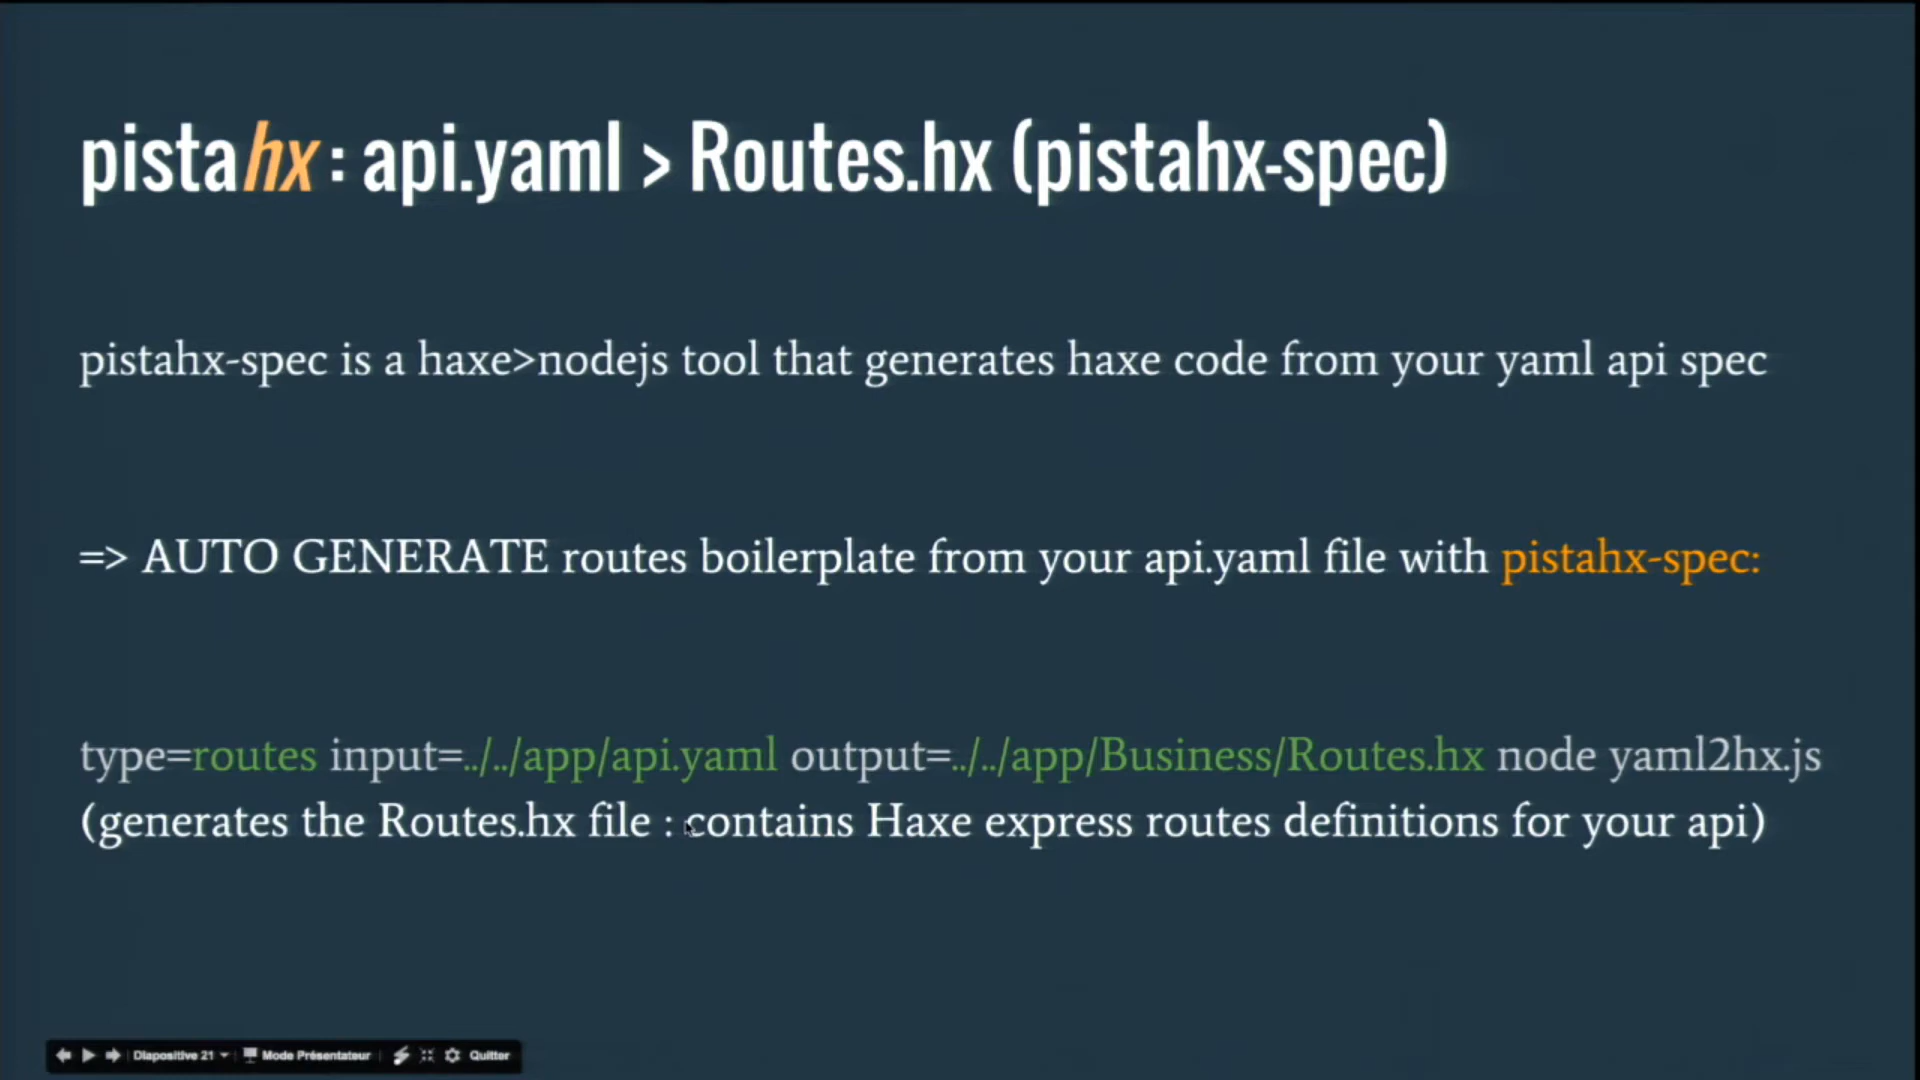 pistahx : api.yaml > Routes.hx (pistahx-spec)
pistahx-spec is a haxe>nodejs tool that generates haxe code from your yaml api spec
=> AUTO GENERATE routes boilerplate from your api.yaml file with pistahx-spec:
type=routes input=../../app/api.yaml output=../../app/Business/Routes.hx node yaml2hx.js
(generates the Routes.hx file : contains Haxe express routes definitions for your api)
Diapositive 21 Mode Présentateur Quitter